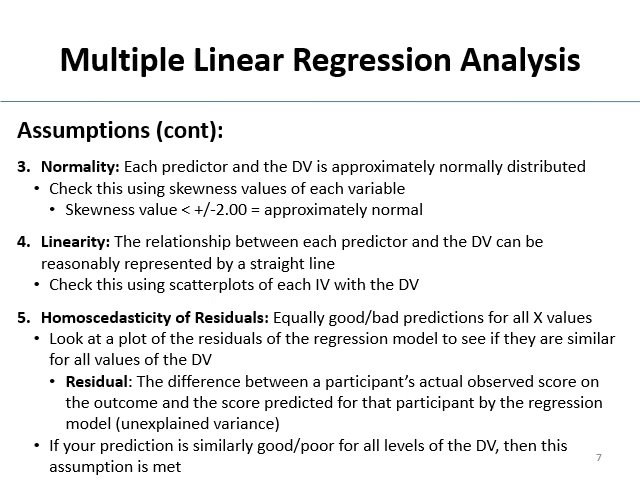 Multiple Linear Regression Analysis
Assumptions (cont):
3. Normality: Each predictor and the DV is approximately normally distributed
• Check this using skewness values of each variable
• Skewness value < +/-2.00 = approximately normal
4. Linearity: The relationship between each predictor and the DV can be
reasonably represented by a straight line
• Check this using scatterplots of each IV with the DV
5. Homoscedasticity of Residuals: Equally good/bad predictions for all X values
• Look at a plot of the residuals of the regression model to see if they are similar
for all values of the DV
• Residual: The difference between a participant’s actual observed score on
the outcome and the score predicted for that participant by the regression
model (unexplained variance)
• If your prediction is similarly good/poor for all levels of the DV, then this
assumption is met
7